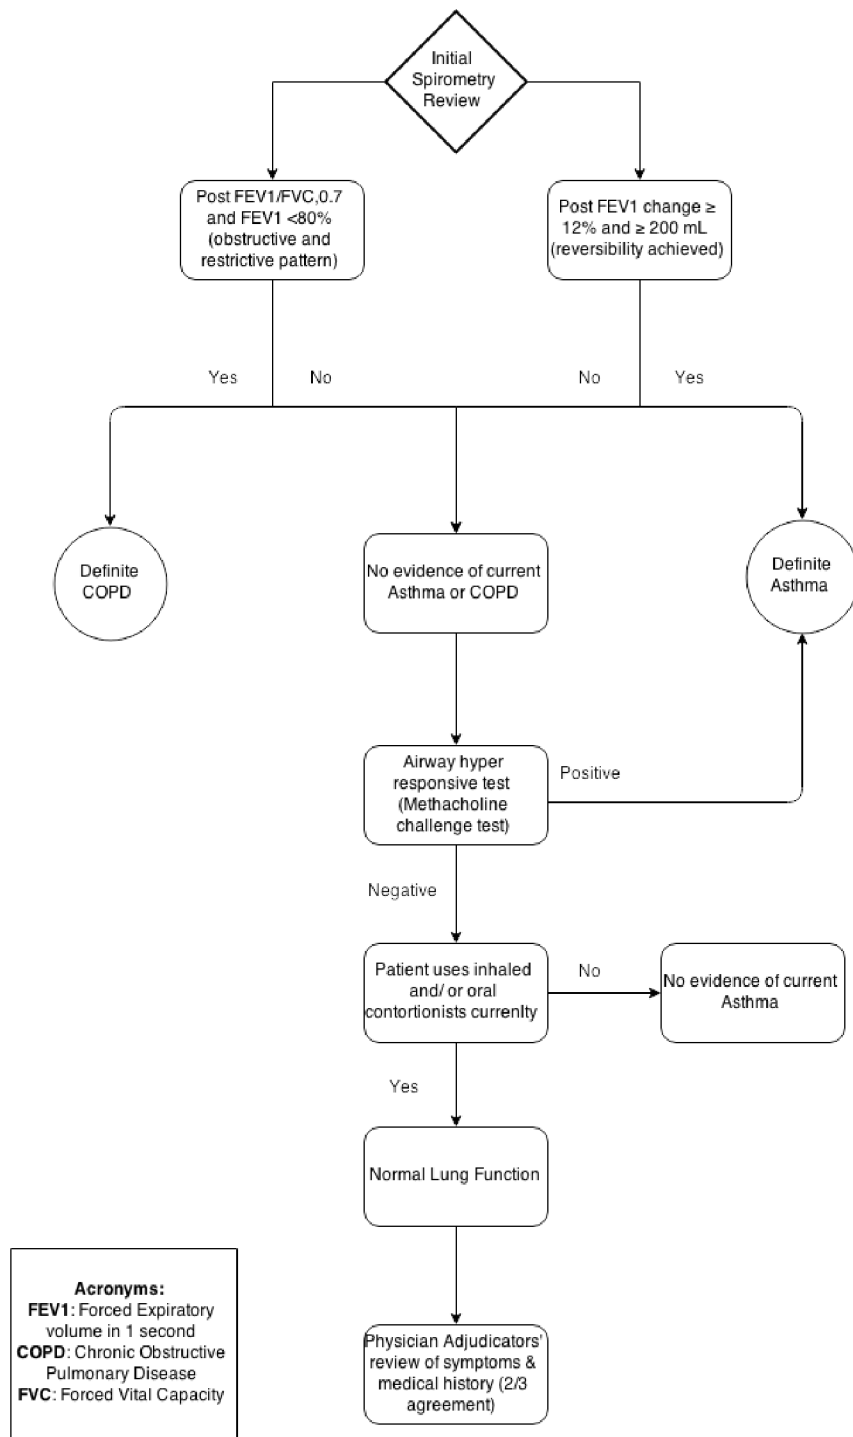 Initial
Spirometry
Review
Post FEV1/FVC,0.7
and FEV1 <80%
(obstructive and
restrictive pattern)
Post FEV1 change ≥
12% and ≥ 200 mL
(reversibility achieved)
Yes
No
No
Yes
Definite
COPD
No evidence of current
Asthma or COPD
Definite
Asthma
Airway hyper
responsive test
(Methacholine
challenge test)
Positive
Negative
Patient uses inhaled
and/ or oral
contortionists currenlty
No
No evidence of current
Asthma
Yes
Normal Lung Function
Physician Adjudicators'
review of symptoms &
medical history (2/3
agreement)
Acronyms:
FEV1: Forced Expiratory
volume in 1 second
COPD: Chronic Obstructive
Pulmonary Disease
FVC: Forced Vital Capacity